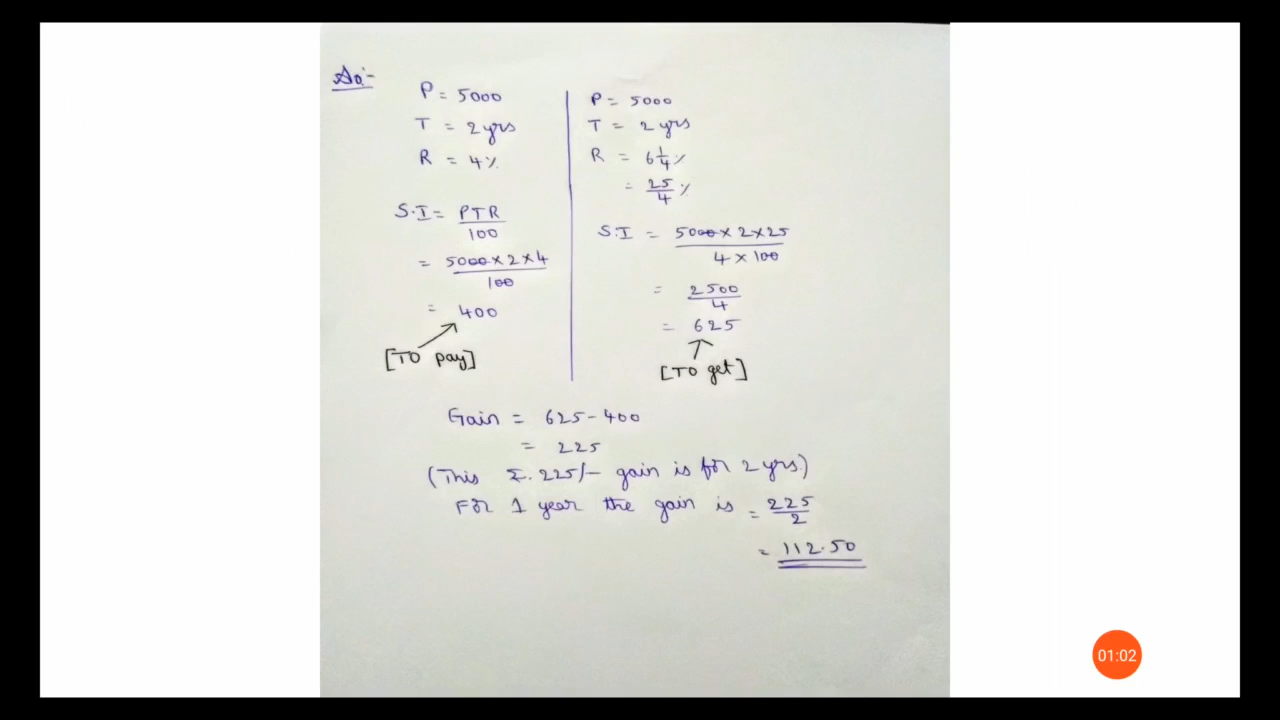 So:-
P = 5000
T = 2 yrs
R = 4%
S.I = PTR
100
= 5000 × 2 × 4
100
= 400
[TO pay]
P = 5000
T = 2 yrs
R = 6 1/4 %
= 25/4 %
S.I = 5000 × 2 × 25
4 × 100
= 2500
4
= 625
[TO get]
Gain = 625 - 400
= 225
(This 225/- gain is for 2 yrs)
For 1 year the gain is = 225
2
= 112.50
01:02